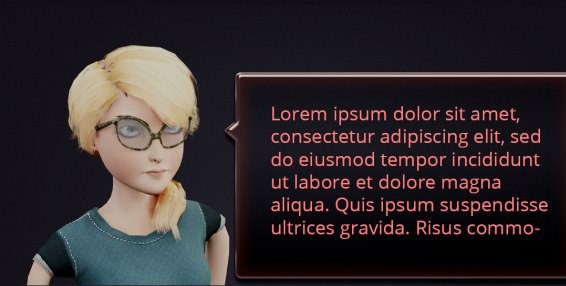 Lorem ipsum dolor sit amet,
consectetur adipiscing elit, sed
do eiusmod tempor incididunt
ut labore et dolore magna
aliqua. Quis ipsum suspendisse
ultrices gravida. Risus commo-